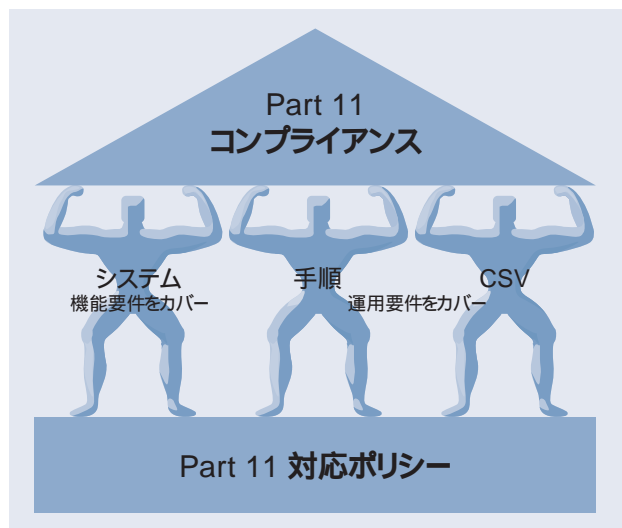 Part 11
コンプライアンス
システム
機能要件をカバー
手順
CSV
運用要件をカバー
Part 11 対応ポリシー